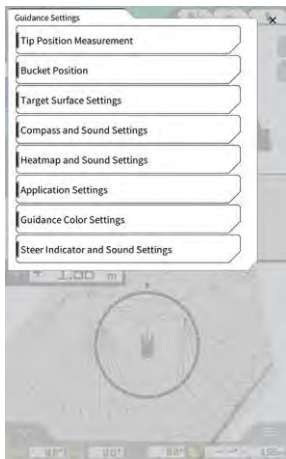 Guidance Settings
Tip Position Measurement
Bucket Position
Target Surface Settings
Compass and Sound Settings
Heatmap and Sound Settings
Application Settings
Guidance Color Settings
Steer Indicator and Sound Settings
+ 1.00 m